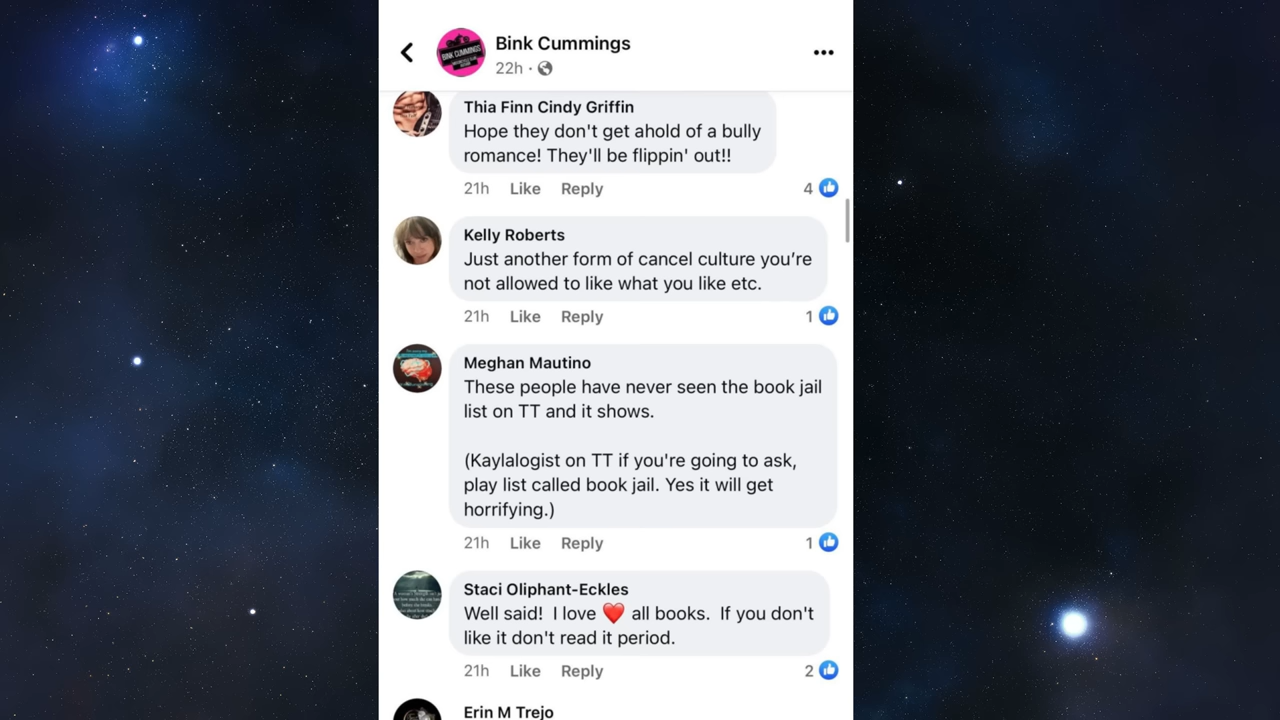 Bink Cummings
22h ·
BINK CUMMINGS
Thia Finn Cindy Griffin
Hope they don't get ahold of a bully
romance! They'll be flippin' out!!
21h Like Reply 4
Kelly Roberts
Just another form of cancel culture you’re
not allowed to like what you like etc.
21h Like Reply 1
Meghan Mautino
These people have never seen the book jail
list on TT and it shows.
(Kaylalogist on TT if you're going to ask,
play list called book jail. Yes it will get
horrifying.)
21h Like Reply 1
Staci Oliphant-Eckles
Well said! I love ❤️ all books. If you don't
like it don't read it period.
21h Like Reply 2
Erin M Trejo